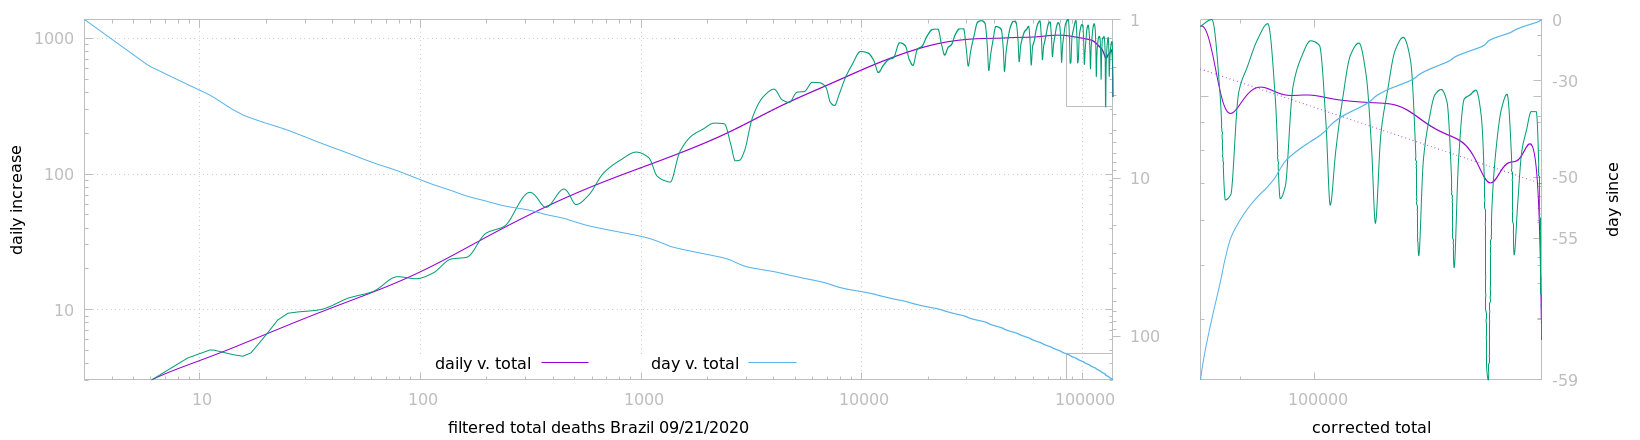 1000
100
10
daily increase
daily v. total
day v. total
1
10
100
10
100
1000
10000
100000
filtered total deaths Brazil 09/21/2020
0
-30
-50
-55
-59
day since
100000
corrected total